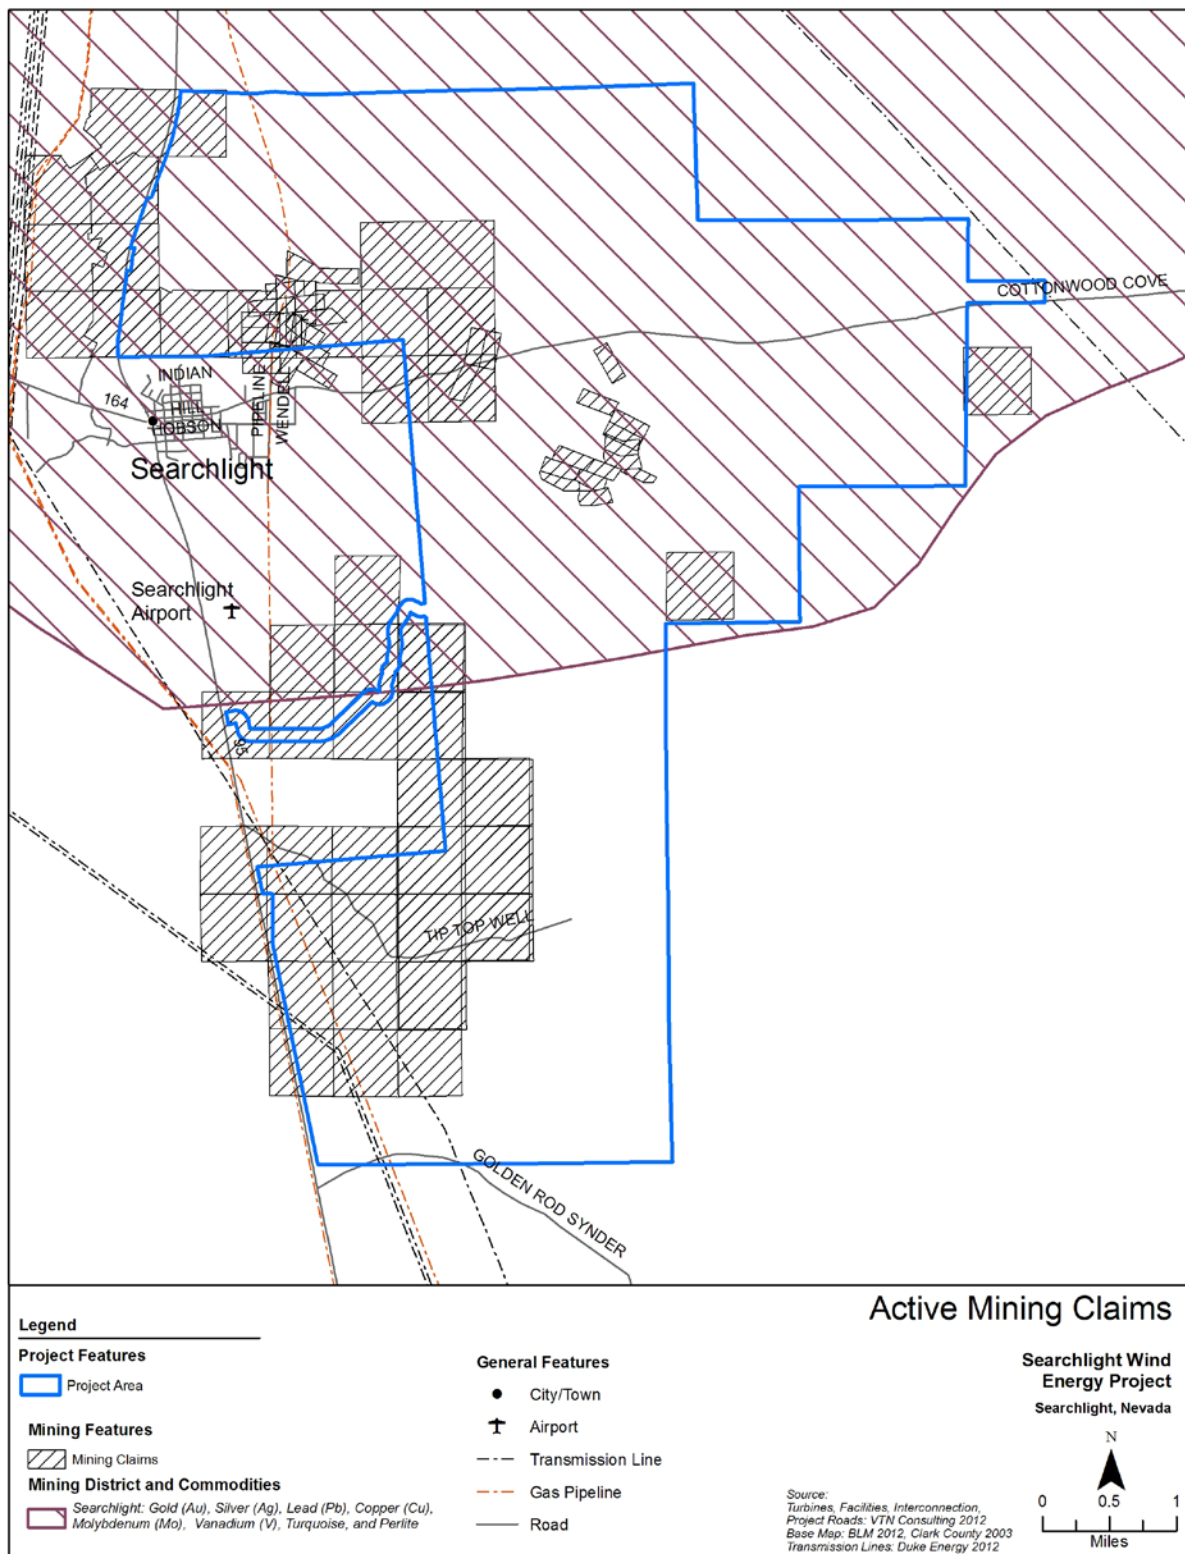 COTTONWOOD COVE
INDIAN
164
HILL
HOBSON
PIPELINE
WENDELL
Searchlight
Searchlight
Airport
95
TIP TOP WELL
GOLDEN ROD SYNDER
Active Mining Claims
Legend
Project Features
Project Area
Mining Features
Mining Claims
Mining District and Commodities
Searchlight: Gold (Au), Silver (Ag), Lead (Pb), Copper (Cu),
Molybdenum (Mo), Vanadium (V), Turquoise, and Perlite
General Features
City/Town
Airport
Transmission Line
Gas Pipeline
Road
Searchlight Wind
Energy Project
Searchlight, Nevada
N
Source:
Turbines, Facilities, Interconnection,
Project Roads: VTN Consulting 2012
Base Map: BLM 2012, Clark County 2003
Transmission Lines: Duke Energy 2012
0 0.5 1
Miles